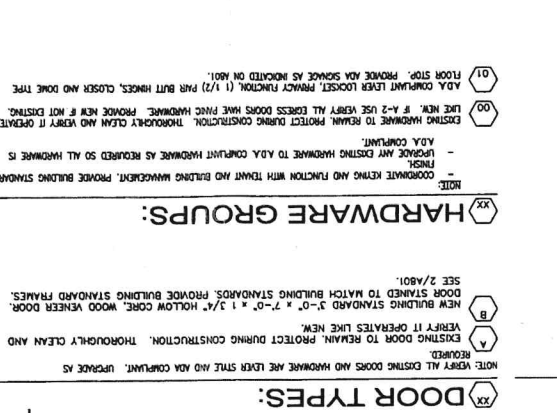 XX DOOR TYPES:
NOTE: VERIFY ALL EXISTING DOORS AND HARDWARE ARE LEVER STYLE AND ADA COMPLIANT. UPGRADE AS
REQUIRED.
A EXISTING DOOR TO REMAIN. PROTECT DURING CONSTRUCTION. THOROUGHLY CLEAN AND
VERIFY IT OPERATES LIKE NEW.
B NEW BUILDING STANDARD 3'-0" x 7'-0" x 1 3/4" HOLLOW CORE, WOOD VENEER DOOR.
DOOR STAINED TO MATCH BUILDING STANDARDS. PROVIDE BUILDING STANDARD FRAMES.
SEE 2/A801.
XX HARDWARE GROUPS:
NOTE:
- COORDINATE KEYING AND FUNCTION WITH TENANT AND BUILDING MANAGEMENT. PROVIDE BUILDING STANDAR
FINISH.
- UPGRADE ANY EXISTING HARDWARE TO A.D.A. COMPLIANT HARDWARE AS REQUIRED SO ALL HARDWARE IS
A.D.A. COMPLIANT.
00 EXISTING HARDWARE TO REMAIN. PROTECT DURING CONSTRUCTION. THOROUGHLY CLEAN AND VERIFY IT OPERATE
LIKE NEW. IF A-2 USE VERIFY ALL EGRESS DOORS HAVE PANIC HARDWARE. PROVIDE NEW IF NOT EXISTING.
01 A.D.A. COMPLIANT LEVER LOCKSET, PRIVACY FUNCTION, (1 1/2) PAIR BUTT HINGES, CLOSER AND DOME TYPE
FLOOR STOP. PROVIDE ADA SIGNAGE AS INDICATED ON A801.